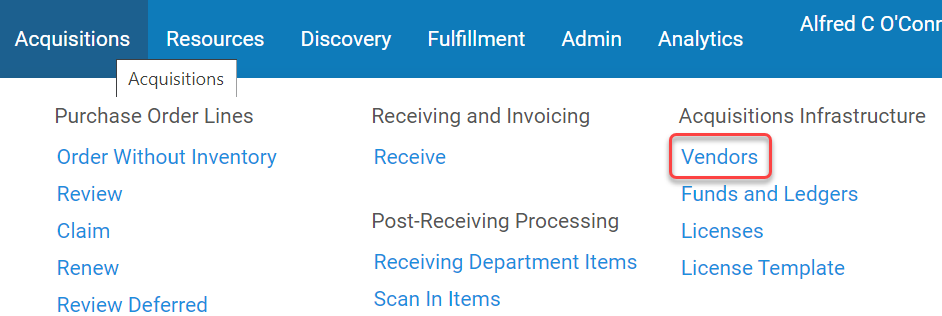 Acquisitions Resources Discovery Fulfillment Admin Analytics Alfred C O'Conr
Acquisitions
Purchase Order Lines
Order Without Inventory
Review
Claim
Renew
Review Deferred
Receiving and Invoicing
Receive
Post-Receiving Processing
Receiving Department Items
Scan In Items
Acquisitions Infrastructure
Vendors
Funds and Ledgers
Licenses
License Template